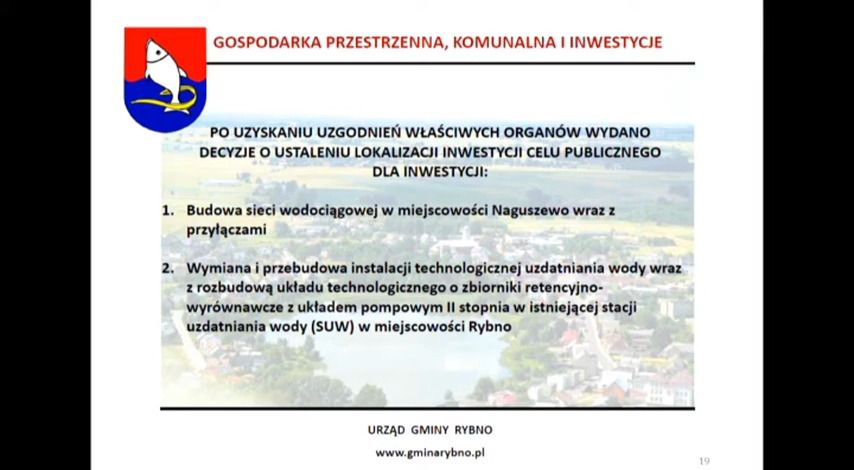 GOSPODARKA PRZESTRZENNA, KOMUNALNA I INWESTYCJE
PO UZYSKANIU UZGODNIEŃ WŁAŚCIWYCH ORGANÓW WYDANO
DECYZJE O USTALENIU LOKALIZACJI INWESTYCJI CELU PUBLICZNEGO
DLA INWESTYCJI:
1. Budowa sieci wodociągowej w miejscowości Naguszewo wraz z
przyłączami
2. Wymiana i przebudowa instalacji technologicznej uzdatniania wody wraz
z rozbudową układu technologicznego o zbiorniki retencyjno-
wyrównawcze z układem pompowym II stopnia w istniejącej stacji
uzdatniania wody (SUW) w miejscowości Rybno
URZĄD GMINY RYBNO
www.gminarybno.pl
19